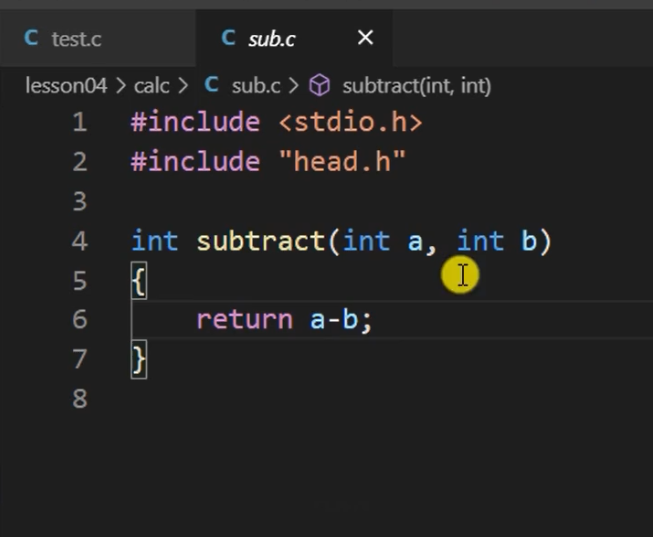 C test.c
C sub.c ×
lesson04 > calc > C sub.c > subtract(int, int)
1 #include <stdio.h>
2 #include "head.h"
3
4 int subtract(int a, int b)
5 {
6     return a-b;
7 }
8